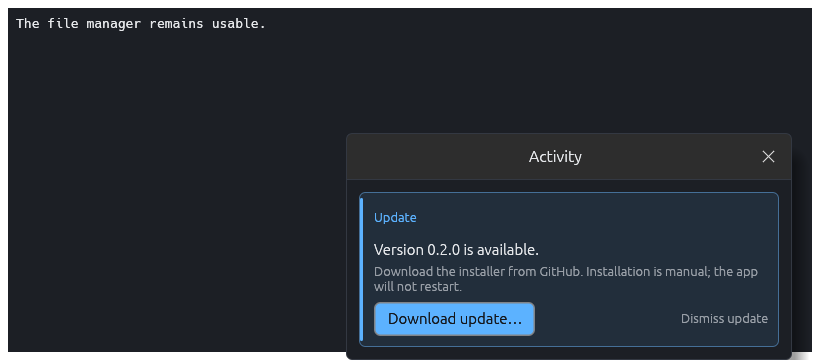 The file manager remains usable.
Activity
Update
Version 0.2.0 is available.
Download the installer from GitHub. Installation is manual; the app
will not restart.
Download update…
Dismiss update